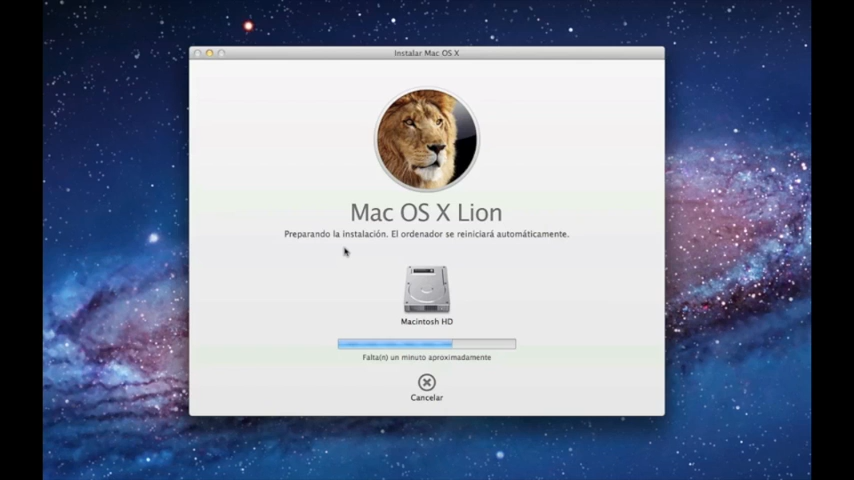 Instalar Mac OS X
Mac OS X Lion
Preparando la instalación. El ordenador se reiniciará automáticamente.
Macintosh HD
Falta(n) un minuto aproximadamente
Cancelar